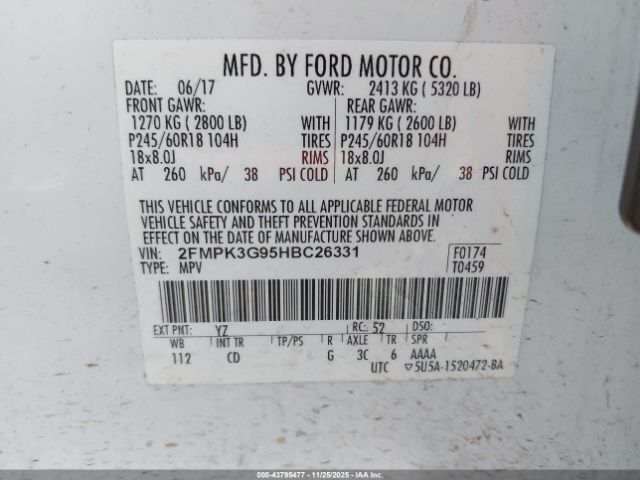 MFD. BY FORD MOTOR CO.
DATE: 06/17 GVWR: 2413 KG ( 5320 LB)
FRONT GAWR: REAR GAWR:
1270 KG ( 2800 LB) WITH 1179 KG ( 2600 LB) WITH
P245/60R18 104H TIRES P245/60R18 104H TIRES
18x8.0J RIMS 18x8.0J RIMS
AT 260 kPa/ 38 PSI COLD AT 260 kPa/ 38 PSI COLD
THIS VEHICLE CONFORMS TO ALL APPLICABLE FEDERAL MOTOR
VEHICLE SAFETY AND THEFT PREVENTION STANDARDS IN
EFFECT ON THE DATE OF MANUFACTURE SHOWN ABOVE.
VIN: 2FMPK3G95HBC26331 F0174
TYPE: MPV T0459
EXT PNT: YZ RC: 52 DSO:
WB INT TR TP/PS R AXLE TR SPR
112 CD G 3C 6 AAAA
UTC ▽5U5A-1520472-BA
000-43795477 - 11/25/2025 - IAAI.com